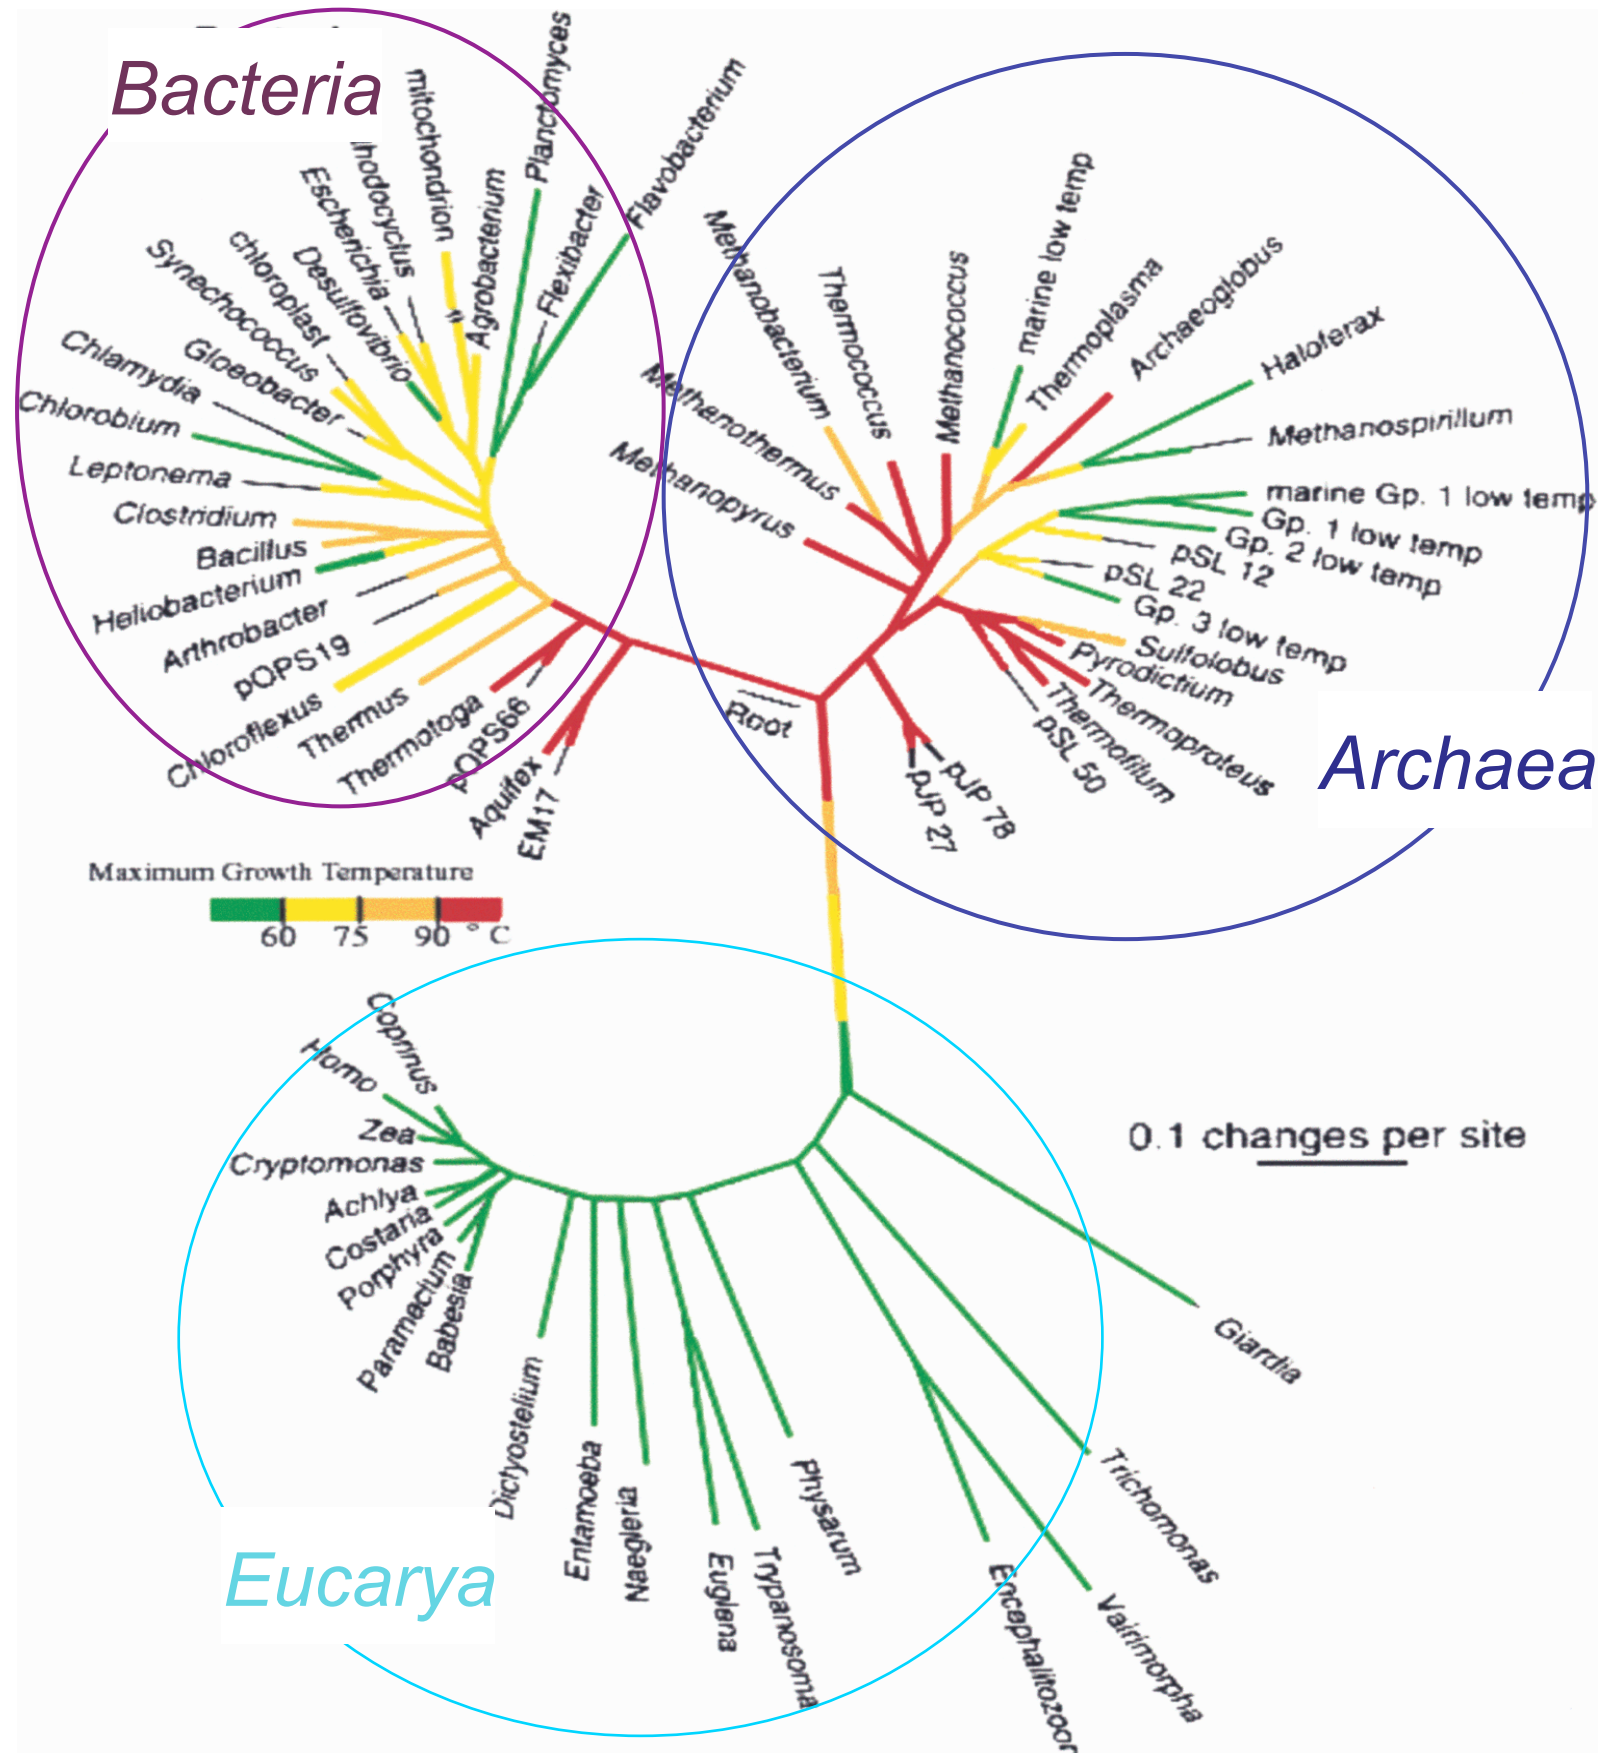 Bacteria
mitochondrion
Planctomyces
Flavobacterium
hodocyclus
Escherichia
Agrobacterium
Flexibacter
Desulfovibrio
chloroplast
Synechococcus
Gloeobacter
Chlamydia
Chlorobium
Leptonema
Clostridium
Bacillus
Heliobacterium
Arthrobacter
pOPS19
Chloroflexus
Thermus
Thermotoga
pOPS66
Aquifex
EM17
Root
Methanopyrus
Methanothermus
Methanobacterium
Thermococcus
Methanococcus
marine low temp
Thermoplasma
Archaeoglobus
Haloferax
Methanospirillum
marine Gp. 1 low temp
Gp. 1 low temp
Gp. 2 low temp
pSL 12
pSL 22
Gp. 3 low temp
Sulfolobus
Pyrodictium
Thermoproteus
Thermofilum
pSL 50
pJP 78
pJP 27
Archaea
Maximum Growth Temperature
60 75 90 ° C
Coprinus
Homo
Zea
Cryptomonas
Achlya
Costaria
Porphyra
Paramecium
Babesia
Dictyostelium
Entamoeba
Naegleria
Euglena
Trypanosoma
Physarum
Encephalitozoon
Vairimorpha
Trichomonas
Giardia
0.1 changes per site
Eucarya